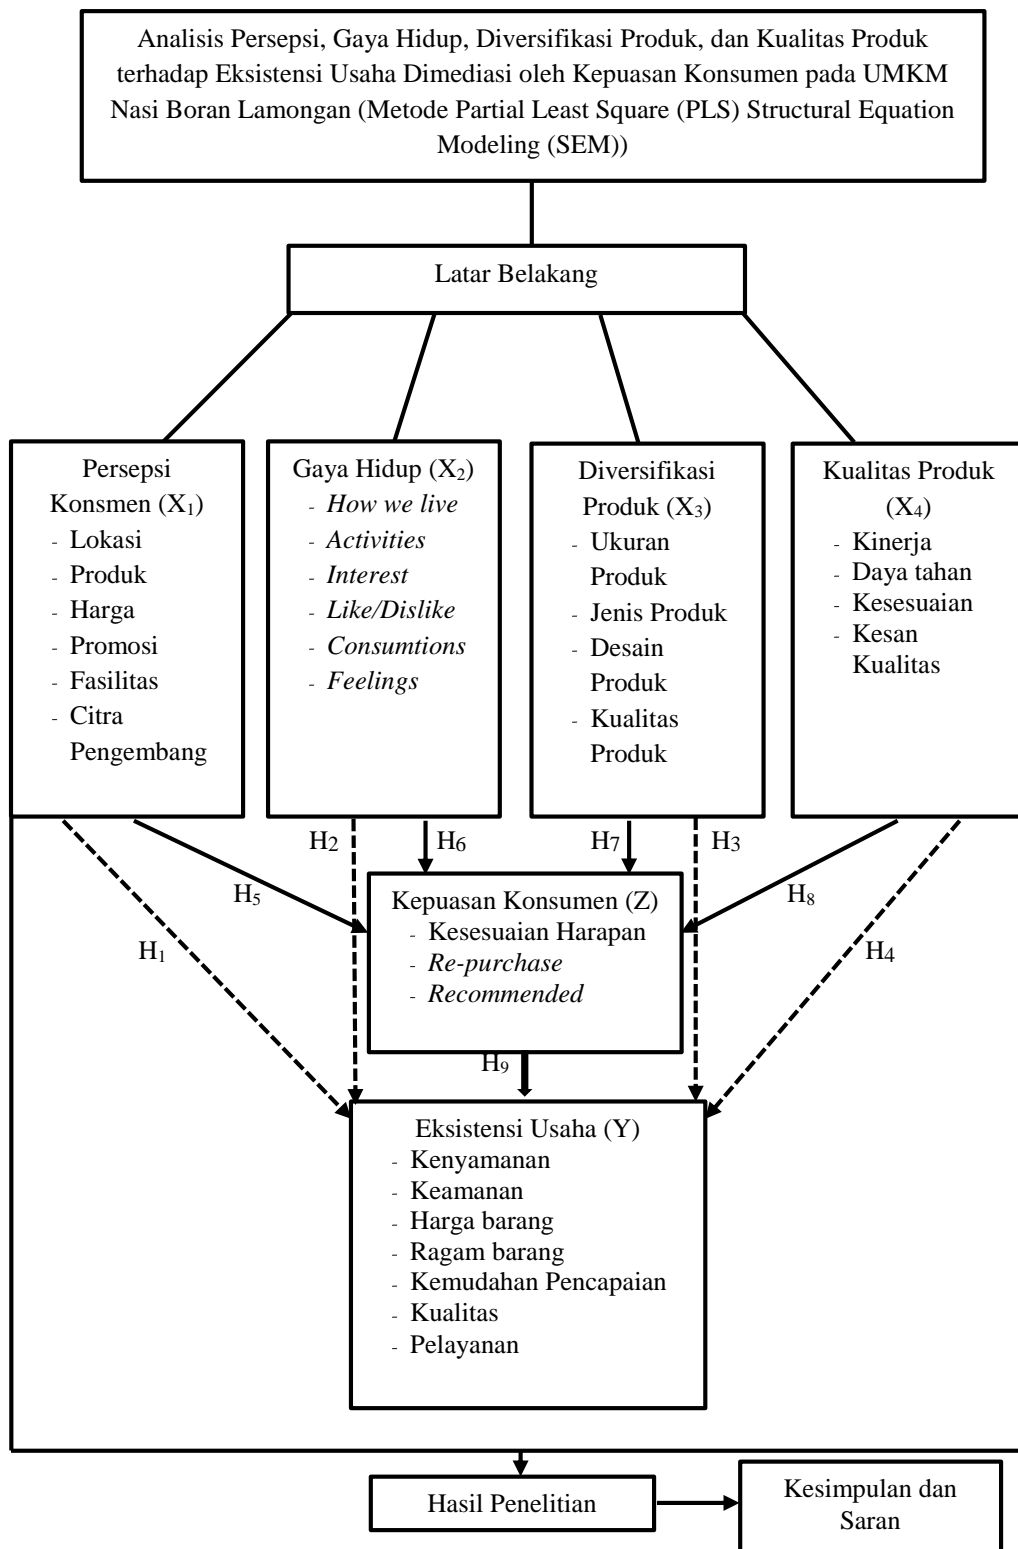 Analisis Persepsi, Gaya Hidup, Diversifikasi Produk, dan Kualitas Produk
terhadap Eksistensi Usaha Dimediasi oleh Kepuasan Konsumen pada UMKM
Nasi Boran Lamongan (Metode Partial Least Square (PLS) Structural Equation
Modeling (SEM))
Latar Belakang
Persepsi
Konsmen (X₁)
- Lokasi
- Produk
- Harga
- Promosi
- Fasilitas
- Citra
Pengembang
Gaya Hidup (X₂)
- How we live
- Activities
- Interest
- Like/Dislike
- Consumtions
- Feelings
Diversifikasi
Produk (X₃)
- Ukuran
Produk
- Jenis Produk
- Desain
Produk
- Kualitas
Produk
Kualitas Produk
(X₄)
- Kinerja
- Daya tahan
- Kesesuaian
- Kesan
Kualitas
H₂
H₆
H₇
H₃
H₅
H₈
H₁
H₄
Kepuasan Konsumen (Z)
- Kesesuaian Harapan
- Re-purchase
- Recommended
H₉
Eksistensi Usaha (Y)
- Kenyamanan
- Keamanan
- Harga barang
- Ragam barang
- Kemudahan Pencapaian
- Kualitas
- Pelayanan
Hasil Penelitian
Kesimpulan dan
Saran